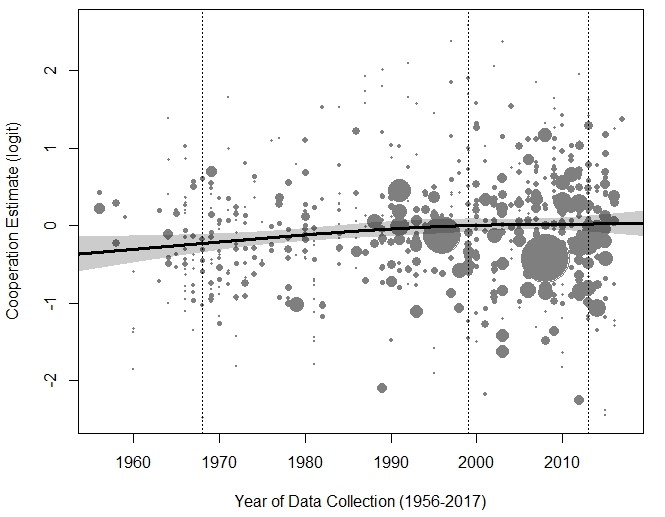 Cooperation Estimate (logit)
2
1
0
-1
-2
1960 1970 1980 1990 2000 2010
Year of Data Collection (1956-2017)